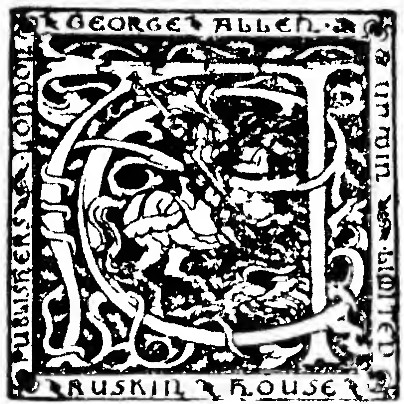 GEORGE ALLEN
& UNWIN LIMITED
RUSKIN HOUSE
PUBLISHERS LONDON